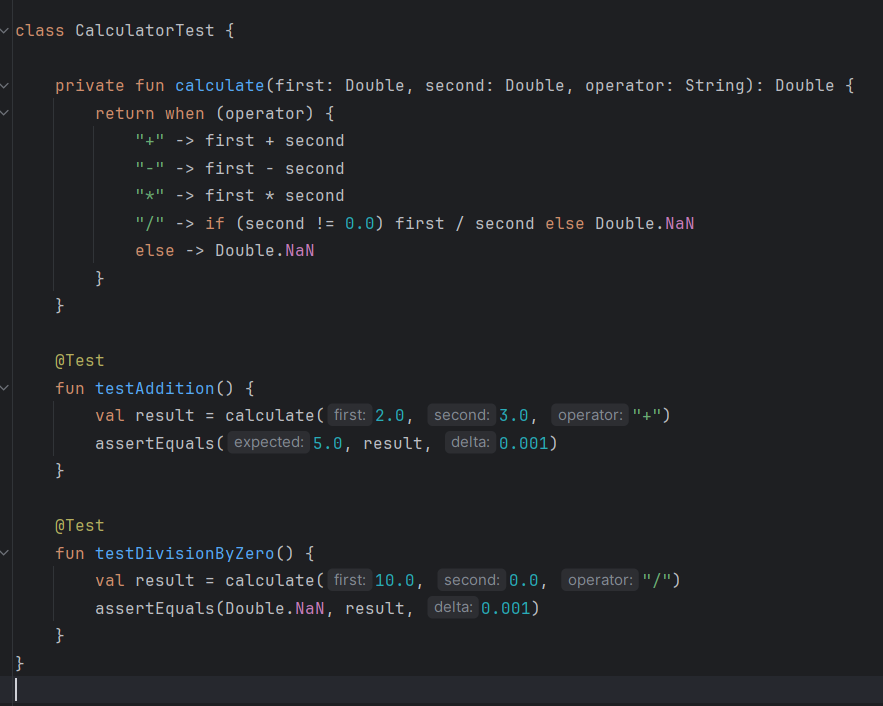 class CalculatorTest {
private fun calculate(first: Double, second: Double, operator: String): Double {
return when (operator) {
"+" -> first + second
"-" -> first - second
"*" -> first * second
"/" -> if (second != 0.0) first / second else Double.NaN
else -> Double.NaN
}
}
@Test
fun testAddition() {
val result = calculate( first: 2.0, second: 3.0, operator: "+")
assertEquals( expected: 5.0, result, delta: 0.001)
}
@Test
fun testDivisionByZero() {
val result = calculate( first: 10.0, second: 0.0, operator: "/")
assertEquals(Double.NaN, result, delta: 0.001)
}
}